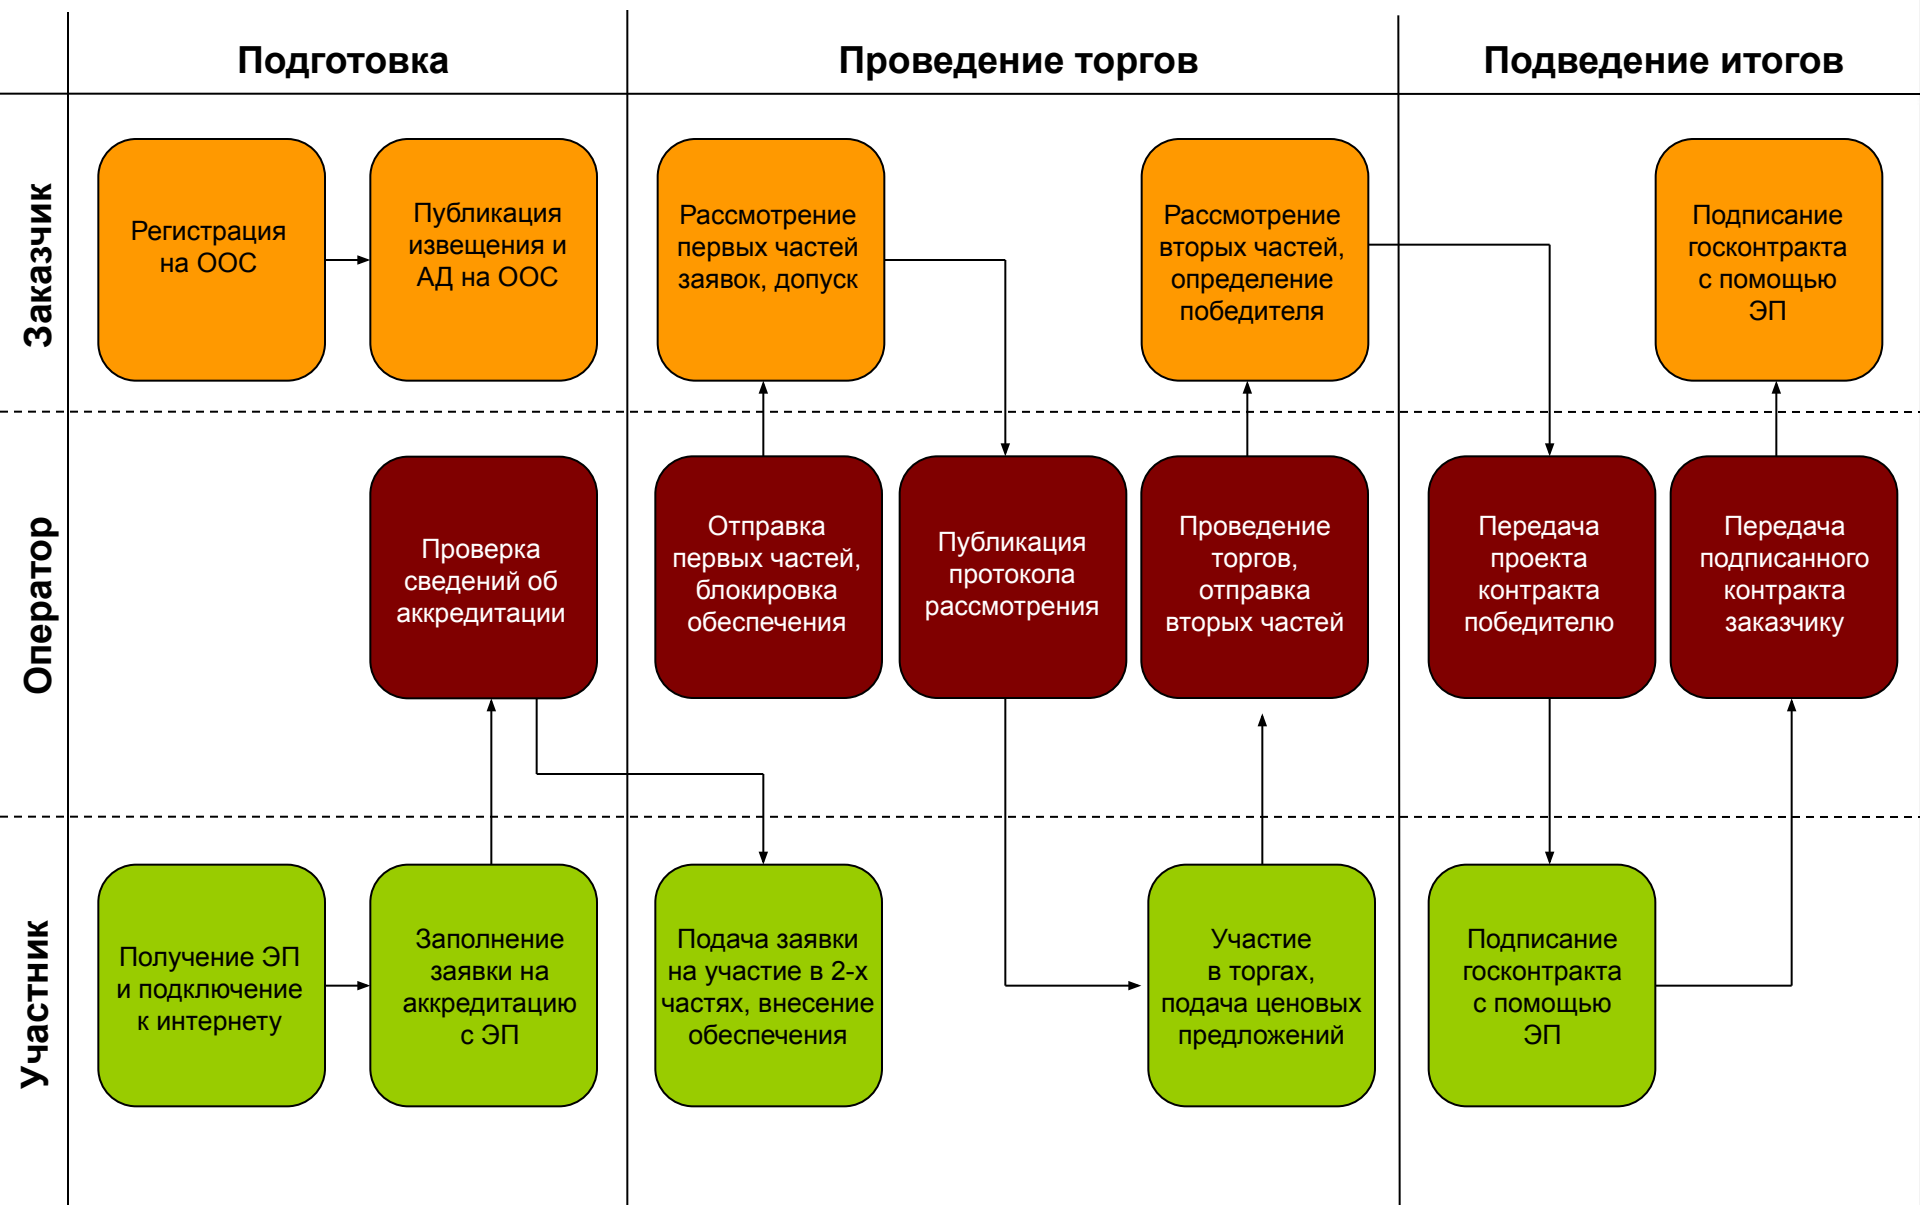 Подготовка
Проведение торгов
Подведение итогов
Заказчик
Регистрация
на ООС
Публикация
извещения и
АД на ООС
Рассмотрение
первых частей
заявок, допуск
Рассмотрение
вторых частей,
определение
победителя
Подписание
госконтракта
с помощью
ЭП
Оператор
Проверка
сведений об
аккредитации
Отправка
первых частей,
блокировка
обеспечения
Публикация
протокола
рассмотрения
Проведение
торгов,
отправка
вторых частей
Передача
проекта
контракта
победителю
Передача
подписанного
контракта
заказчику
Участник
Получение ЭП
и подключение
к интернету
Заполнение
заявки на
аккредитацию
с ЭП
Подача заявки
на участие в 2-х
частях, внесение
обеспечения
Участие
в торгах,
подача ценовых
предложений
Подписание
госконтракта
с помощью
ЭП